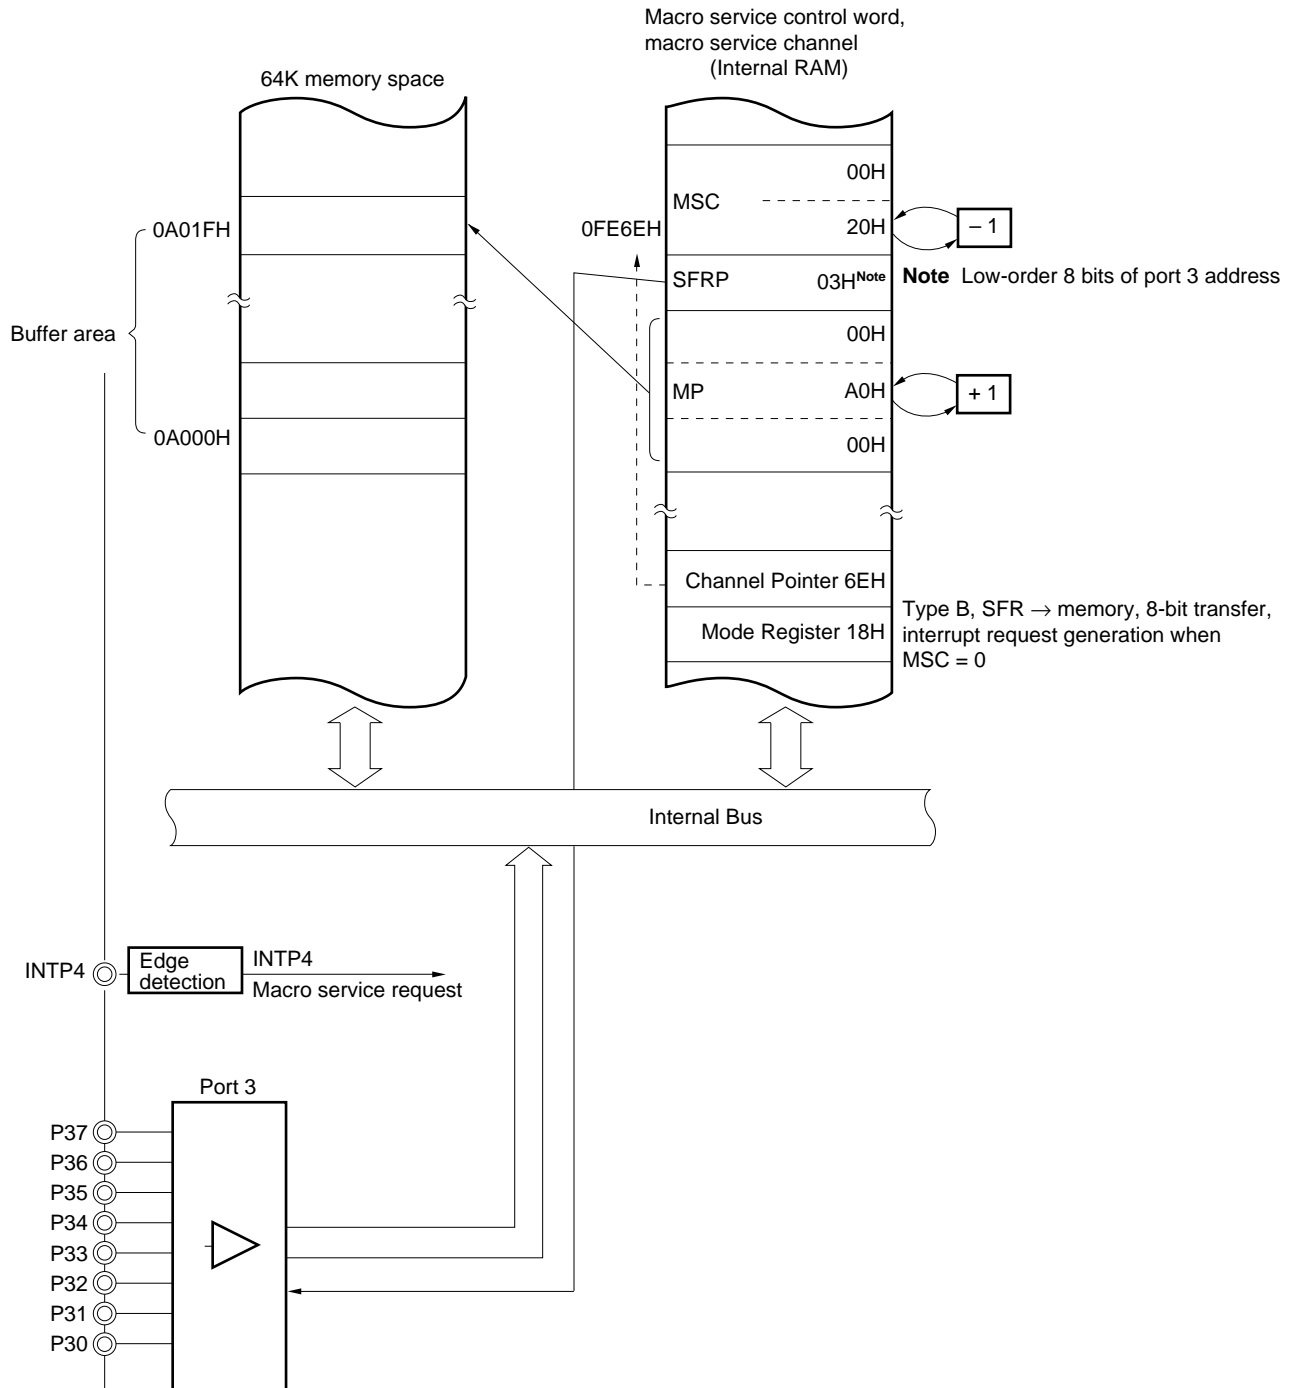 Macro service control word,
macro service channel
(Internal RAM)
64K memory space
00H
MSC
0A01FH
0FE6EH
20H
– 1
SFRP
03H Note
Note Low-order 8 bits of port 3 address
Buffer area
00H
MP
A0H
+ 1
0A000H
00H
Channel Pointer 6EH
Mode Register 18H
Type B, SFR → memory, 8-bit transfer,
interrupt request generation when
MSC = 0
Internal Bus
INTP4
Edge
detection
INTP4
Macro service request
Port 3
P37
P36
P35
P34
P33
P32
P31
P30